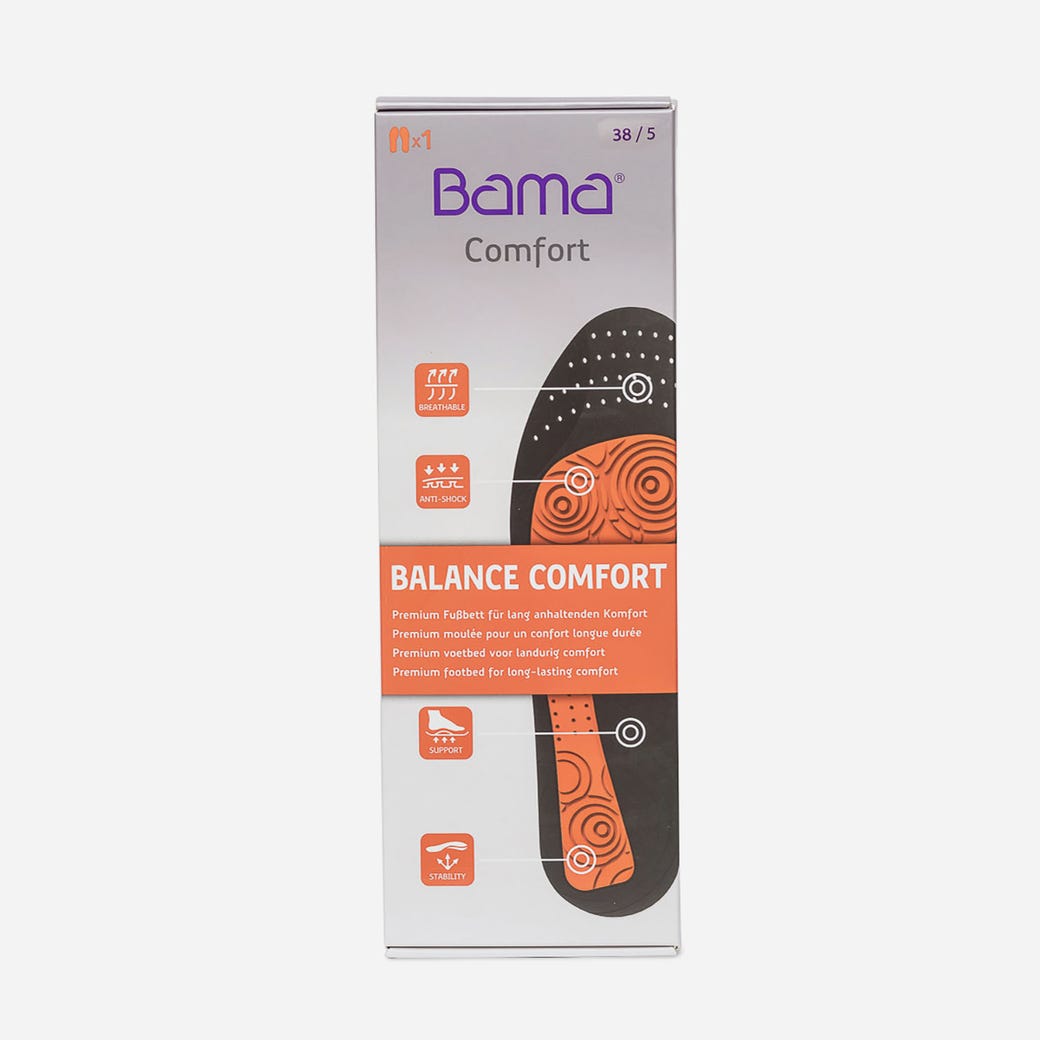 x1
38 / 5
Bama®
Comfort
BREATHABLE
ANTI-SHOCK
BALANCE COMFORT
Premium Fußbett für lang anhaltenden Komfort
Premium moulée pour un confort longue durée
Premium voetbed voor landurig comfort
Premium footbed for long-lasting comfort
SUPPORT
STABILITY